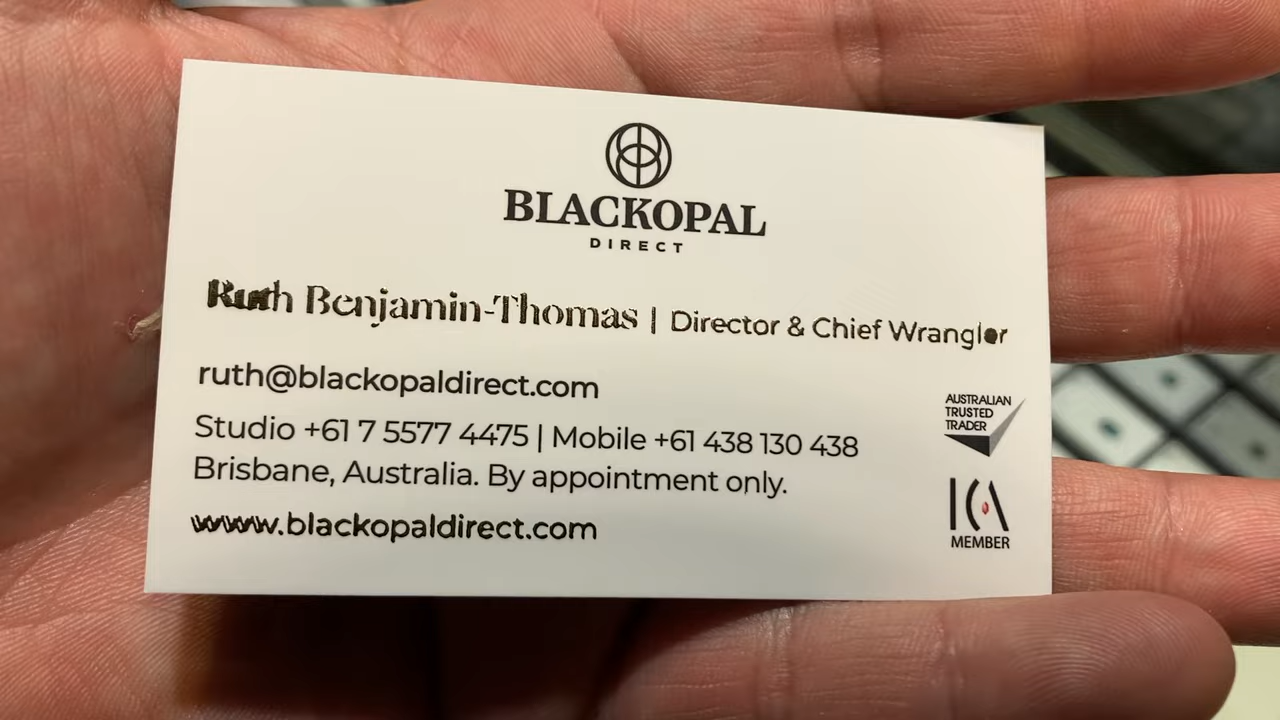 BLACKOPAL
DIRECT
Ruth Benjamin-Thomas | Director & Chief Wrangler
ruth@blackopaldirect.com
Studio +61 7 5577 4475 | Mobile +61 438 130 438
Brisbane, Australia. By appointment only.
www.blackopaldirect.com
AUSTRALIAN
TRUSTED
TRADER
ICA
MEMBER